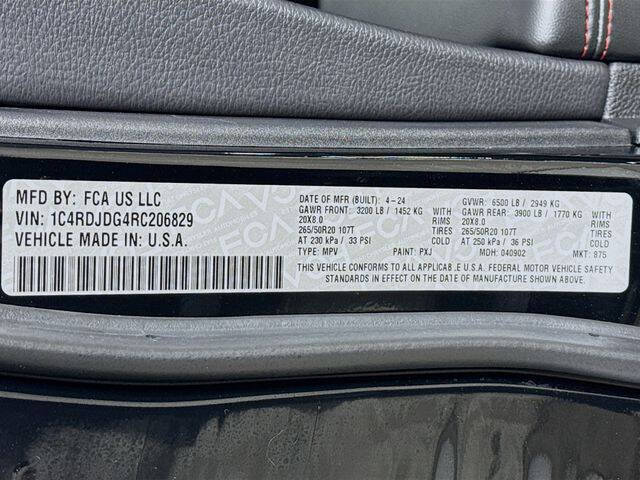 MFD BY: FCA US LLC
VIN: 1C4RDJDG4RC206829
VEHICLE MADE IN: U.S.A.
DATE OF MFR (BUILT): 4-24 GVWR: 6500 LB / 2949 KG
GAWR FRONT: 3200 LB / 1452 KG WITH GAWR REAR: 3900 LB / 1770 KG WITH
20X8.0 RIMS 20X8.0 RIMS
265/50R20 107T TIRES 265/50R20 107T TIRES
AT 230 kPa / 33 PSI COLD AT 250 kPa / 36 PSI COLD
TYPE: MPV PAINT: PXJ MDH: 040902 MKT: 875
THIS VEHICLE CONFORMS TO ALL APPLICAB.E U.S.A. FEDERAL MOTOR VEHICLE SAFETY
STANDARDS IN EFFECT ON THE DATE OF MANUFACTURE SHOWN ABOVE.